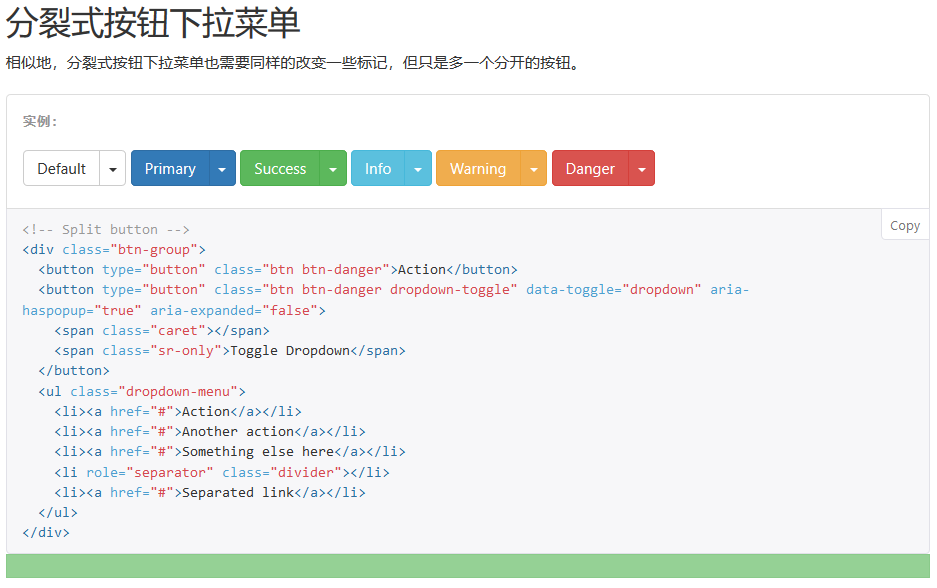 分裂式按钮下拉菜单
相似地，分裂式按钮下拉菜单也需要同样的改变一些标记，但只是多一个分开的按钮。
实例：
Default Primary Success Info Warning Danger
Copy
<!-- Split button -->
<div class="btn-group">
  <button type="button" class="btn btn-danger">Action</button>
  <button type="button" class="btn btn-danger dropdown-toggle" data-toggle="dropdown" aria-
haspopup="true" aria-expanded="false">
    <span class="caret"></span>
    <span class="sr-only">Toggle Dropdown</span>
  </button>
  <ul class="dropdown-menu">
    <li><a href="#">Action</a></li>
    <li><a href="#">Another action</a></li>
    <li><a href="#">Something else here</a></li>
    <li role="separator" class="divider"></li>
    <li><a href="#">Separated link</a></li>
  </ul>
</div>